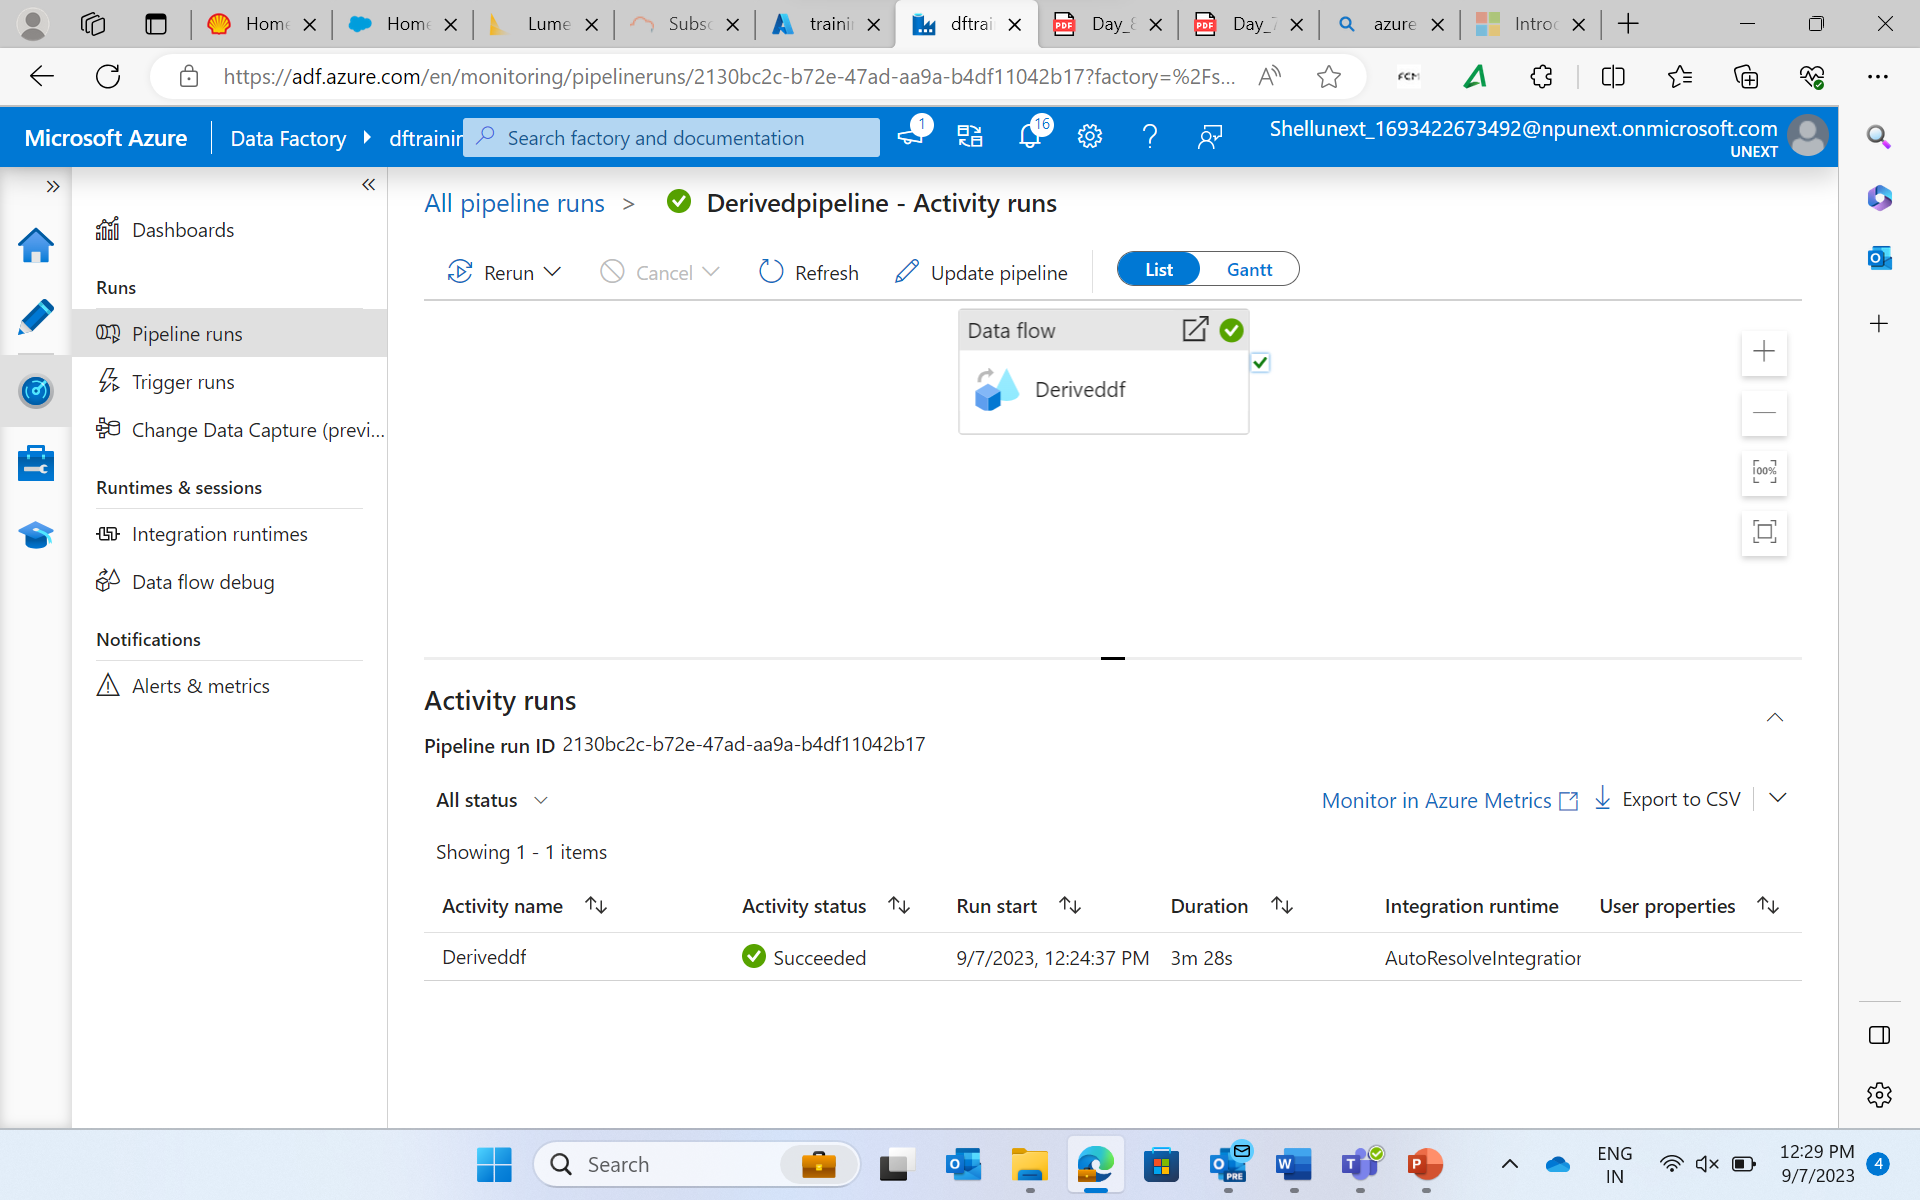 Home
Home
Lume
Subsc
trainin
dftrain
Day_8
Day_7
azure
Introd
https://adf.azure.com/en/monitoring/pipelineruns/2130bc2c-b72e-47ad-aa9a-b4df11042b17?factory=%2Fs...
Microsoft Azure
Data Factory
dftrainin
Search factory and documentation
1
16
Shellunext_1693422673492@npunext.onmicrosoft.com
UNEXT
Dashboards
Runs
Pipeline runs
Trigger runs
Change Data Capture (previ...
Runtimes & sessions
Integration runtimes
Data flow debug
Notifications
Alerts & metrics
All pipeline runs > Derivedpipeline - Activity runs
Rerun Cancel Refresh Update pipeline List Gantt
Data flow
Deriveddf
100%
Activity runs
Pipeline run ID 2130bc2c-b72e-47ad-aa9a-b4df11042b17
All status
Monitor in Azure Metrics Export to CSV
Showing 1 - 1 items
Activity name Activity status Run start Duration Integration runtime User properties
Deriveddf Succeeded 9/7/2023, 12:24:37 PM 3m 28s AutoResolveIntegration
Search
ENG
IN
12:29 PM
9/7/2023
4